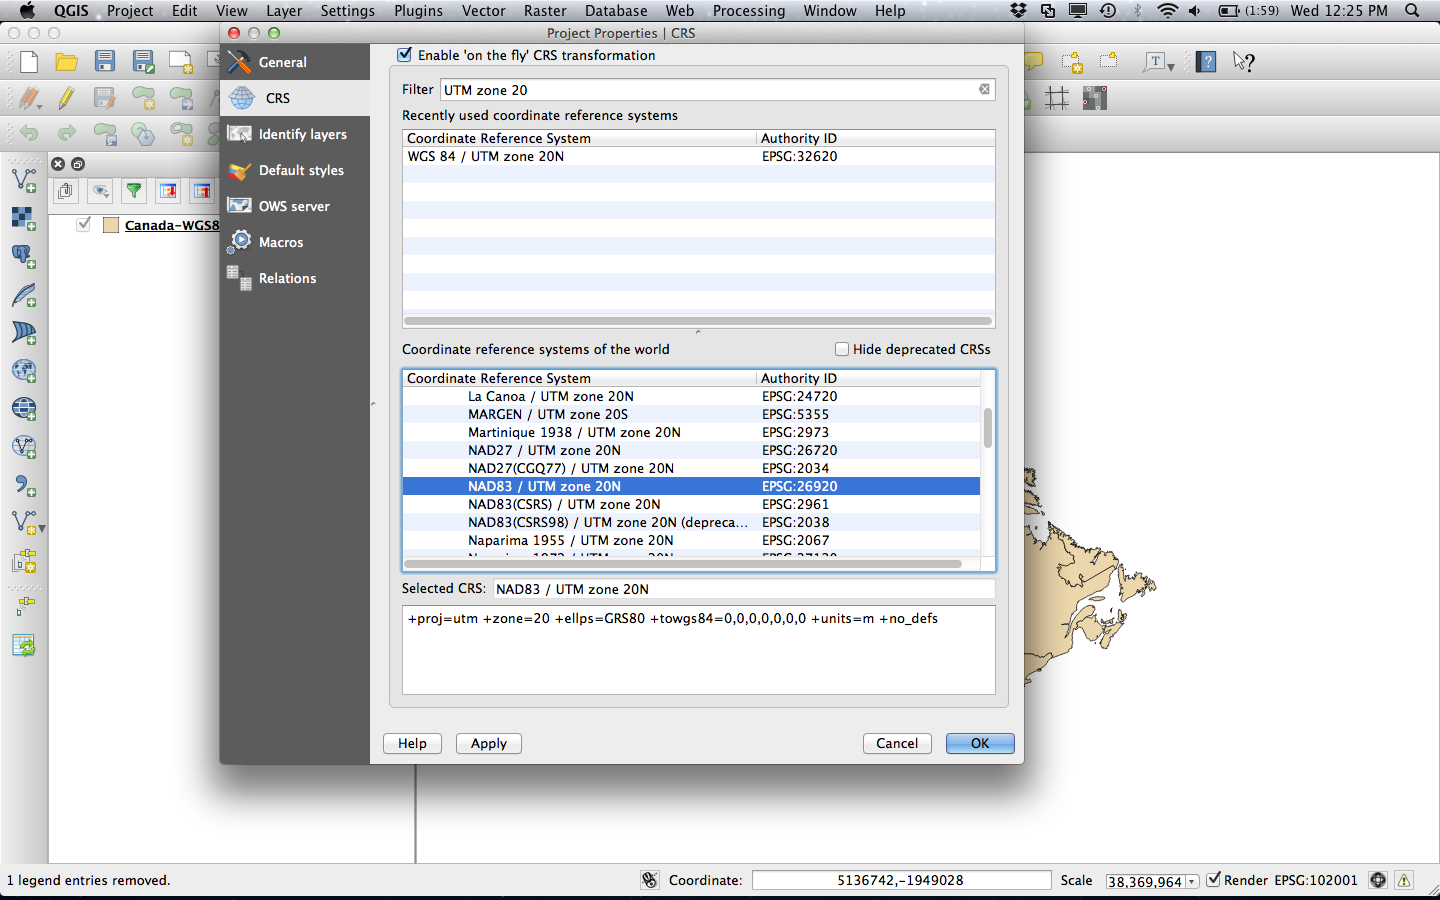 QGIS Project Edit View Layer Settings Plugins Vector Raster Database Web Processing Window Help (1:59) Wed 12:25 PM
Project Properties | CRS
General
CRS
Identify layers
Default styles
OWS server
Macros
Relations
Canada-WGS8
Enable 'on the fly' CRS transformation
Filter UTM zone 20
Recently used coordinate reference systems
Coordinate Reference System Authority ID
WGS 84 / UTM zone 20N EPSG:32620
Coordinate reference systems of the world Hide deprecated CRSs
Coordinate Reference System Authority ID
La Canoa / UTM zone 20N EPSG:24720
MARGEN / UTM zone 20S EPSG:5355
Martinique 1938 / UTM zone 20N EPSG:2973
NAD27 / UTM zone 20N EPSG:26720
NAD27(CGQ77) / UTM zone 20N EPSG:2034
NAD83 / UTM zone 20N EPSG:26920
NAD83(CSRS) / UTM zone 20N EPSG:2961
NAD83(CSRS98) / UTM zone 20N (depreca... EPSG:2038
Naparima 1955 / UTM zone 20N EPSG:2067
Selected CRS: NAD83 / UTM zone 20N
+proj=utm +zone=20 +ellps=GRS80 +towgs84=0,0,0,0,0,0,0 +units=m +no_defs
Help Apply Cancel OK
1 legend entries removed. Coordinate: 5136742,-1949028 Scale 38,369,964 Render EPSG:102001